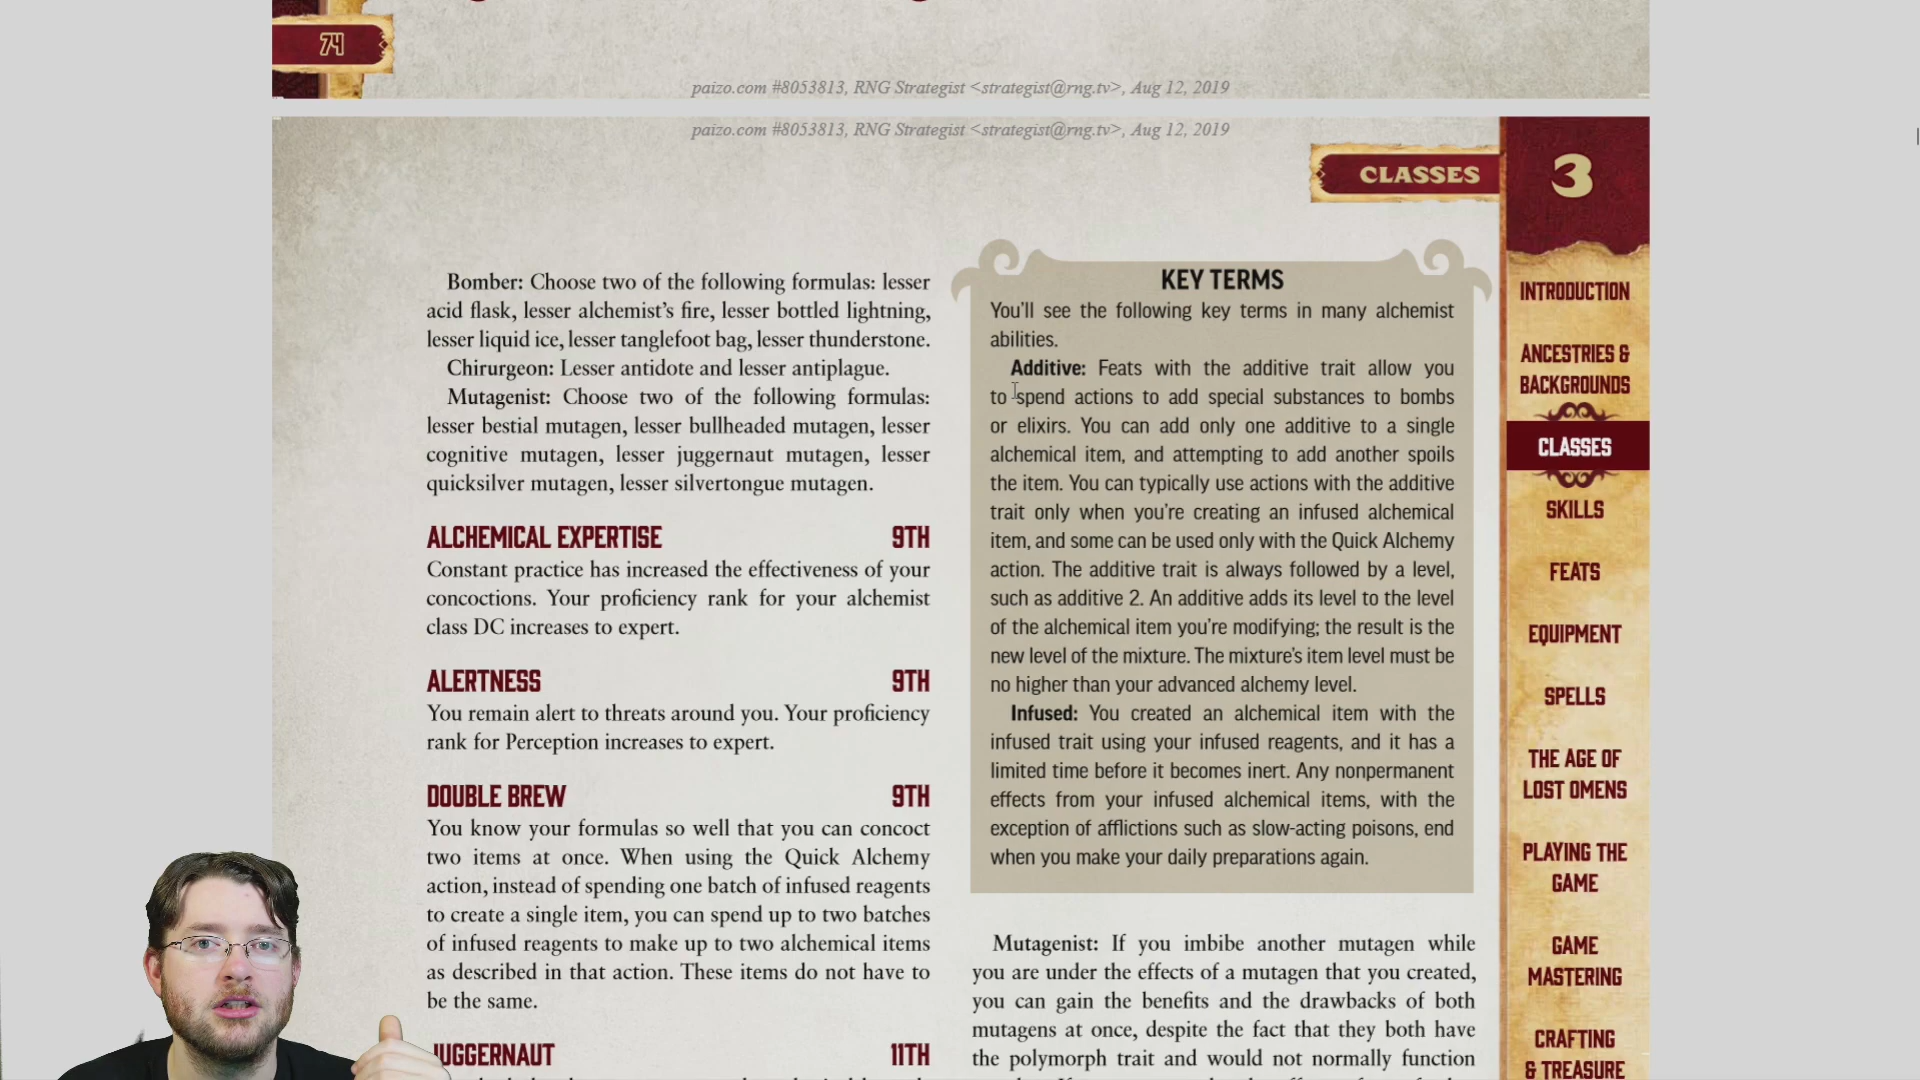 74
paizo.com #8053813, RNG Strategist <strategist@rng.tv>, Aug 12, 2019
paizo.com #8053813, RNG Strategist <strategist@rng.tv>, Aug 12, 2019
CLASSES
3
Bomber: Choose two of the following formulas: lesser
acid flask, lesser alchemist's fire, lesser bottled lightning,
lesser liquid ice, lesser tanglefoot bag, lesser thunderstone.
Chirurgeon: Lesser antidote and lesser antiplague.
Mutagenist: Choose two of the following formulas:
lesser bestial mutagen, lesser bullheaded mutagen, lesser
cognitive mutagen, lesser juggernaut mutagen, lesser
quicksilver mutagen, lesser silvertongue mutagen.
ALCHEMICAL EXPERTISE 9TH
Constant practice has increased the effectiveness of your
concoctions. Your proficiency rank for your alchemist
class DC increases to expert.
ALERTNESS 9TH
You remain alert to threats around you. Your proficiency
rank for Perception increases to expert.
DOUBLE BREW 9TH
You know your formulas so well that you can concoct
two items at once. When using the Quick Alchemy
action, instead of spending one batch of infused reagents
to create a single item, you can spend up to two batches
of infused reagents to make up to two alchemical items
as described in that action. These items do not have to
be the same.
JUGGERNAUT 11TH
KEY TERMS
You'll see the following key terms in many alchemist
abilities.
Additive: Feats with the additive trait allow you
to spend actions to add special substances to bombs
or elixirs. You can add only one additive to a single
alchemical item, and attempting to add another spoils
the item. You can typically use actions with the additive
trait only when you're creating an infused alchemical
item, and some can be used only with the Quick Alchemy
action. The additive trait is always followed by a level,
such as additive 2. An additive adds its level to the level
of the alchemical item you're modifying; the result is the
new level of the mixture. The mixture's item level must be
no higher than your advanced alchemy level.
Infused: You created an alchemical item with the
infused trait using your infused reagents, and it has a
limited time before it becomes inert. Any nonpermanent
effects from your infused alchemical items, with the
exception of afflictions such as slow-acting poisons, end
when you make your daily preparations again.
Mutagenist: If you imbibe another mutagen while
you are under the effects of a mutagen that you created,
you can gain the benefits and the drawbacks of both
mutagens at once, despite the fact that they both have
the polymorph trait and would not normally function
INTRODUCTION
ANCESTRIES &
BACKGROUNDS
CLASSES
SKILLS
FEATS
EQUIPMENT
SPELLS
THE AGE OF
LOST OMENS
PLAYING THE
GAME
GAME
MASTERING
CRAFTING
& TREASURE